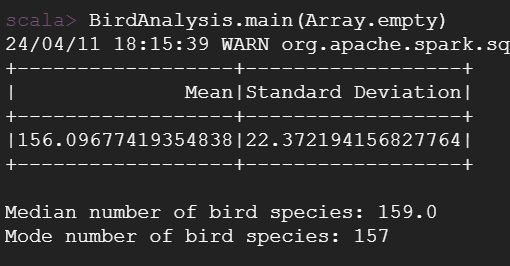 scala> BirdAnalysis.main(Array.empty)
24/04/11 18:15:39 WARN org.apache.spark.sq
+------------------+------------------+
|              Mean|Standard Deviation|
+------------------+------------------+
|156.09677419354838|22.372194156827764|
+------------------+------------------+
Median number of bird species: 159.0
Mode number of bird species: 157